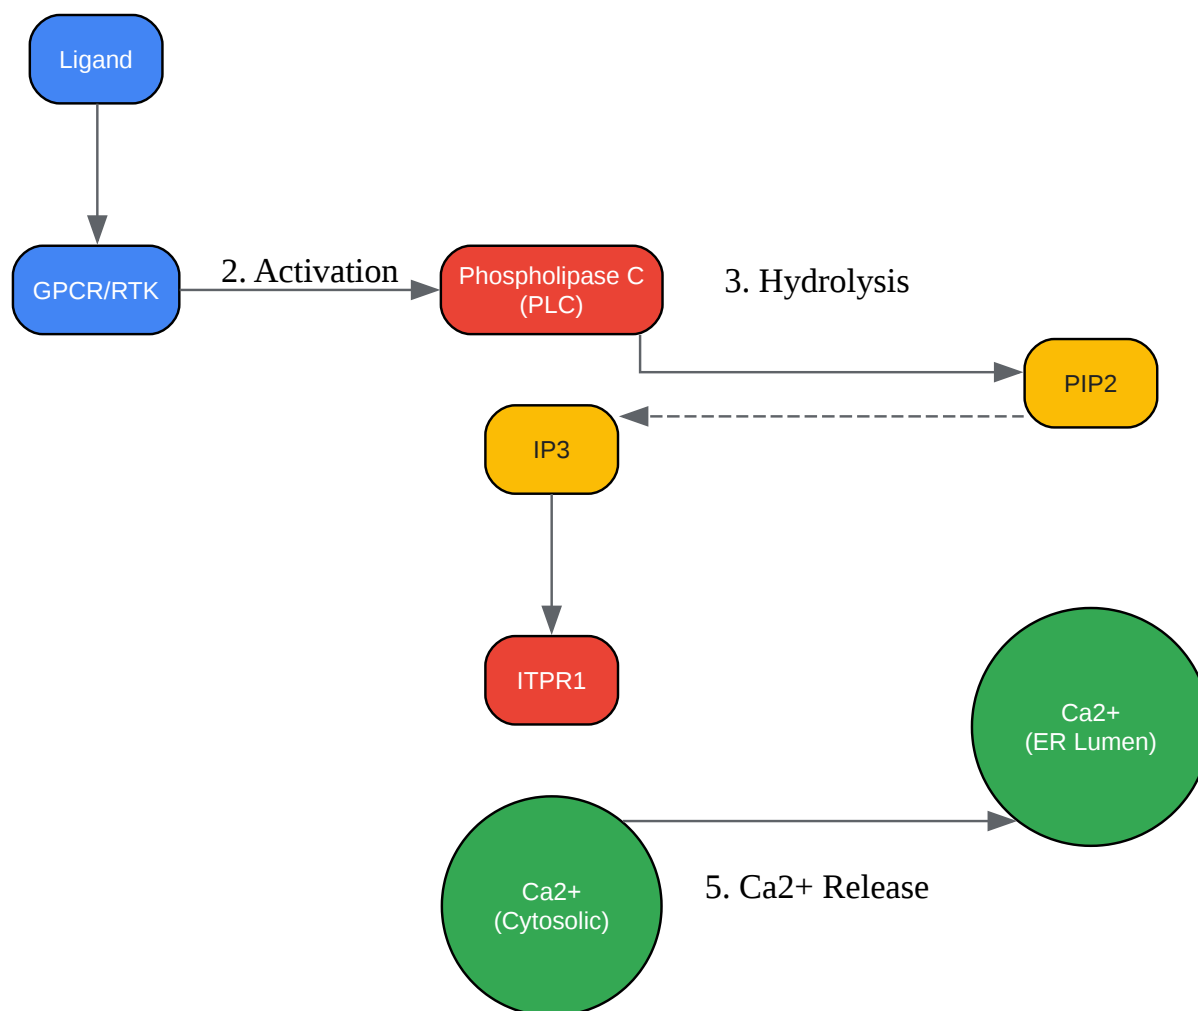 Ligand
GPCR/RTK
2. Activation
Phospholipase C
(PLC)
3. Hydrolysis
PIP2
IP3
ITPR1
Ca2+
(ER Lumen)
Ca2+
(Cytosolic)
5. Ca2+ Release